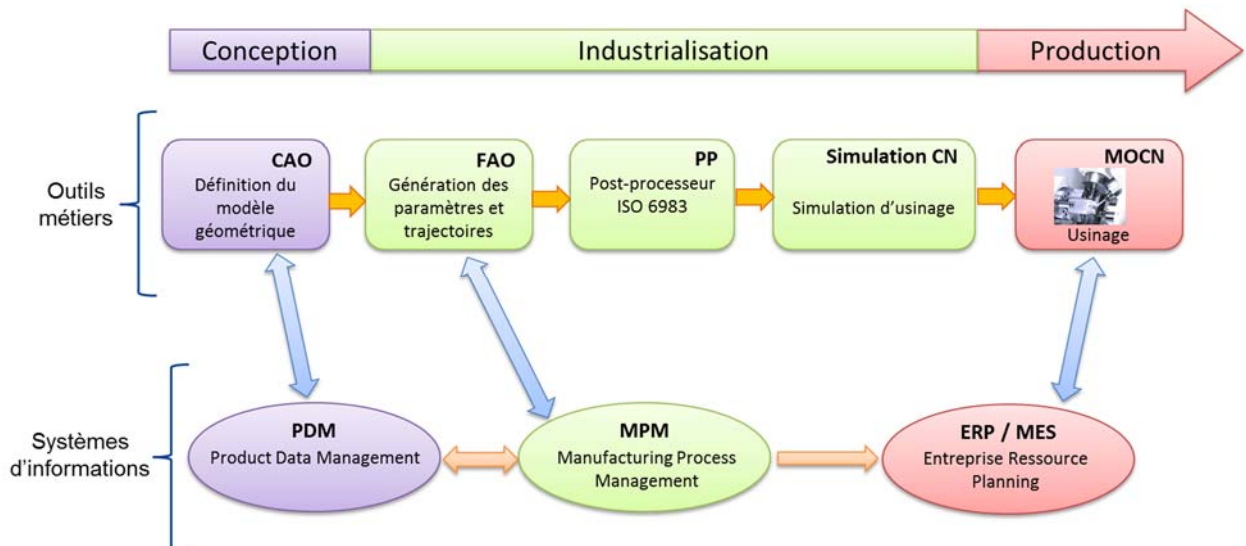 Conception
Industrialisation
Production
Outils
métiers
CAO
Définition du
modèle
géométrique
FAO
Génération des
paramètres et
trajectoires
PP
Post-processeur
ISO 6983
Simulation CN
Simulation d'usinage
MOCN
Usinage
Systèmes
d'informations
PDM
Product Data Management
MPM
Manufacturing Process
Management
ERP / MES
Entreprise Ressource
Planning